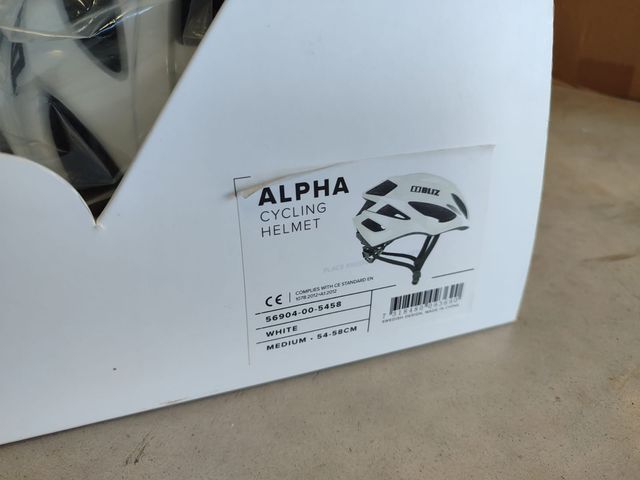 ALPHA
CYCLING
HELMET
BLIZ
CE COMPLIES WITH CE STANDARD EN
1078:2012+A1:2012
56904-00-5458
WHITE
MEDIUM • 54-58CM
SWEDISH DESIGN, MADE IN CHINA